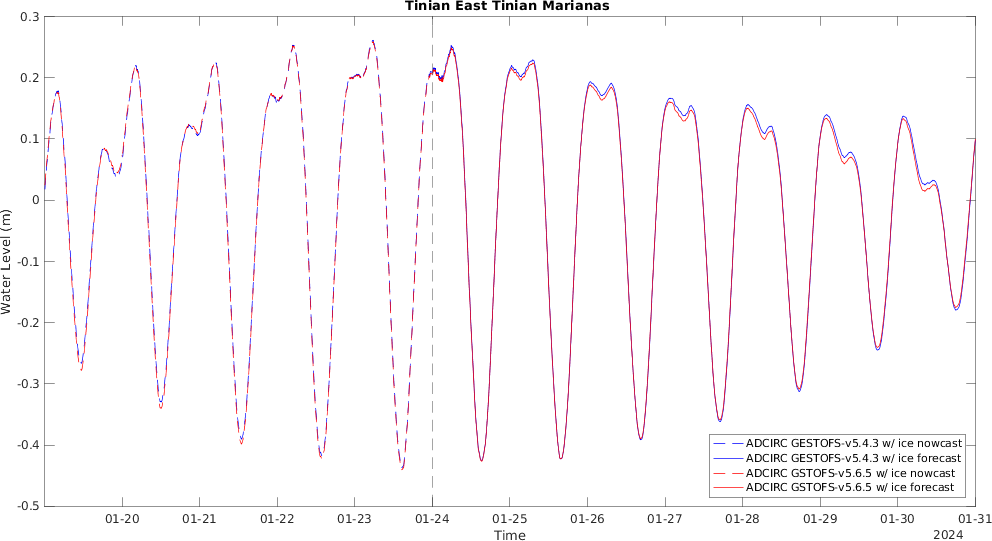 Tinian East Tinian Marianas
Water Level (m)
0.3
0.2
0.1
0
-0.1
-0.2
-0.3
-0.4
-0.5
ADCIRC GESTOFS-v5.4.3 w/ ice nowcast
ADCIRC GESTOFS-v5.4.3 w/ ice forecast
ADCIRC GSTOFS-v5.6.5 w/ ice nowcast
ADCIRC GSTOFS-v5.6.5 w/ ice forecast
01-20 01-21 01-22 01-23 01-24 01-25 01-26 01-27 01-28 01-29 01-30 01-31
Time
2024